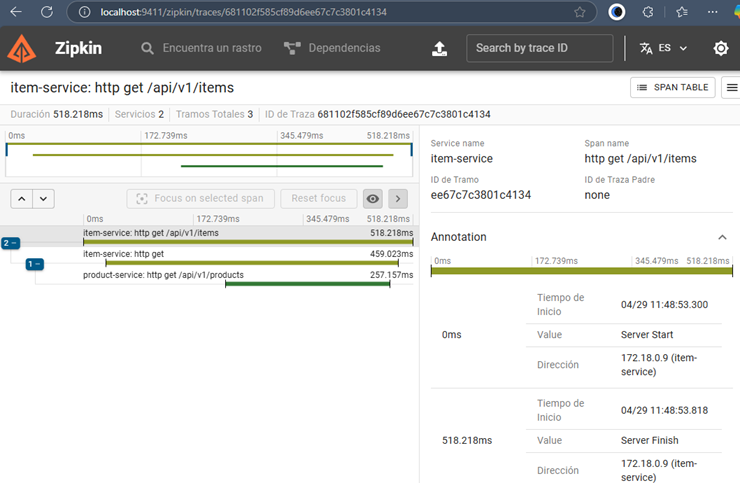 localhost:9411/zipkin/traces/681102f585cf89d6ee67c7c3801c4134
Zipkin
Encuentra un rastro
Dependencias
Search by trace ID
ES
item-service: http get /api/v1/items
SPAN TABLE
Duración 518.218ms Servicios 2 Tramos Totales 3 ID de Traza 681102f585cf89d6ee67c7c3801c4134
0ms 172.739ms 345.479ms 518.218ms
Focus on selected span
Reset focus
0ms 172.739ms 345.479ms 518.218ms
item-service: http get /api/v1/items 518.218ms
2 −
item-service: http get 459.023ms
1 −
product-service: http get /api/v1/products 257.157ms
Service name Span name
item-service http get /api/v1/items
ID de Tramo ID de Traza Padre
ee67c7c3801c4134 none
Annotation
0ms 172.739ms 345.479ms 518.218ms
0ms
Tiempo de
Inicio
04/29 11:48:53.300
Value Server Start
Dirección
172.18.0.9 (item-
service)
518.218ms
Tiempo de
Inicio
04/29 11:48:53.818
Value Server Finish
Dirección
172.18.0.9 (item-
service)